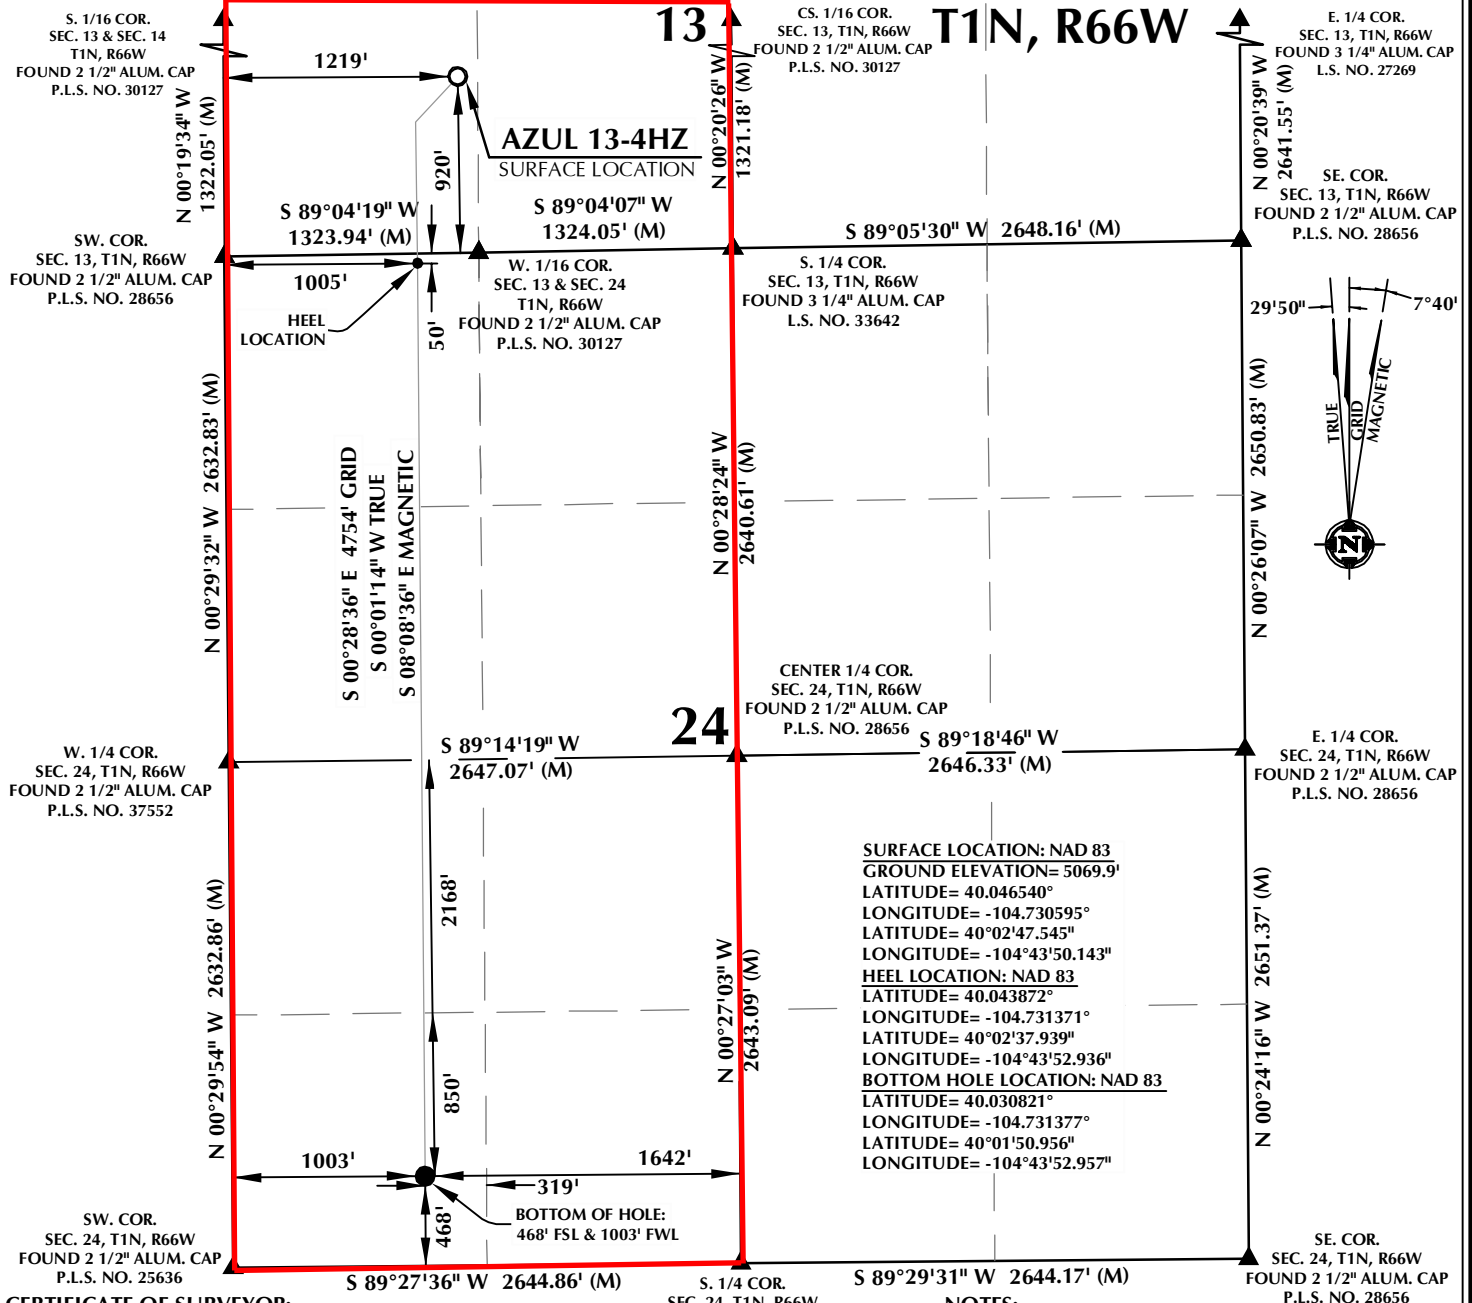 S. 1/16 COR.
SEC. 13 & SEC. 14
T1N, R66W
FOUND 2 1/2" ALUM. CAP
P.L.S. NO. 30127
13
CS. 1/16 COR.
SEC. 13, T1N, R66W
FOUND 2 1/2" ALUM. CAP
P.L.S. NO. 30127
T1N, R66W
E. 1/4 COR.
SEC. 13, T1N, R66W
FOUND 3 1/4" ALUM. CAP
L.S. NO. 27269
1219'
N 00°19'34" W
1322.05' (M)
920'
AZUL 13-4HZ
SURFACE LOCATION
N 00°20'26" W
1321.18' (M)
N 00°20'39" W
2641.55' (M)
SE. COR.
SEC. 13, T1N, R66W
FOUND 2 1/2" ALUM. CAP
P.L.S. NO. 28656
S 89°04'19" W
1323.94' (M)
S 89°04'07" W
1324.05' (M)
S 89°05'30" W 2648.16' (M)
SW. COR.
SEC. 13, T1N, R66W
FOUND 2 1/2" ALUM. CAP
P.L.S. NO. 28656
1005'
HEEL
LOCATION
50'
W. 1/16 COR.
SEC. 13 & SEC. 24
T1N, R66W
FOUND 2 1/2" ALUM. CAP
P.L.S. NO. 30127
S. 1/4 COR.
SEC. 13, T1N, R66W
FOUND 3 1/4" ALUM. CAP
L.S. NO. 33642
29'50"
7°40'
TRUE
GRID
MAGNETIC
N
N 00°29'32" W 2632.83' (M)
S 00°28'36" E 4754' GRID
S 00°01'14" W TRUE
S 08°08'36" E MAGNETIC
N 00°28'24" W
2640.61' (M)
N 00°26'07" W 2650.83' (M)
CENTER 1/4 COR.
SEC. 24, T1N, R66W
FOUND 2 1/2" ALUM. CAP
P.L.S. NO. 28656
24
W. 1/4 COR.
SEC. 24, T1N, R66W
FOUND 2 1/2" ALUM. CAP
P.L.S. NO. 37552
S 89°14'19" W
2647.07' (M)
S 89°18'46" W
2646.33' (M)
E. 1/4 COR.
SEC. 24, T1N, R66W
FOUND 2 1/2" ALUM. CAP
P.L.S. NO. 28656
SURFACE LOCATION: NAD 83
GROUND ELEVATION= 5069.9'
LATITUDE= 40.046540°
LONGITUDE= -104.730595°
LATITUDE= 40°02'47.545"
LONGITUDE= -104°43'50.143"
HEEL LOCATION: NAD 83
LATITUDE= 40.043872°
LONGITUDE= -104.731371°
LATITUDE= 40°02'37.939"
LONGITUDE= -104°43'52.936"
BOTTOM HOLE LOCATION: NAD 83
LATITUDE= 40.030821°
LONGITUDE= -104.731377°
LATITUDE= 40°01'50.956"
LONGITUDE= -104°43'52.957"
N 00°29'54" W 2632.86' (M)
2168'
850'
N 00°27'03" W
2643.09' (M)
N 00°24'16" W 2651.37' (M)
1003'
1642'
319'
468'
BOTTOM OF HOLE:
468' FSL & 1003' FWL
SW. COR.
SEC. 24, T1N, R66W
FOUND 2 1/2" ALUM. CAP
P.L.S. NO. 25636
S 89°27'36" W 2644.86' (M)
S. 1/4 COR.
SEC. 24, T1N, R66W
S 89°29'31" W 2644.17' (M)
SE. COR.
SEC. 24, T1N, R66W
FOUND 2 1/2" ALUM. CAP
P.L.S. NO. 28656
CERTIFICATE OF SURVEYOR:
NOTES: